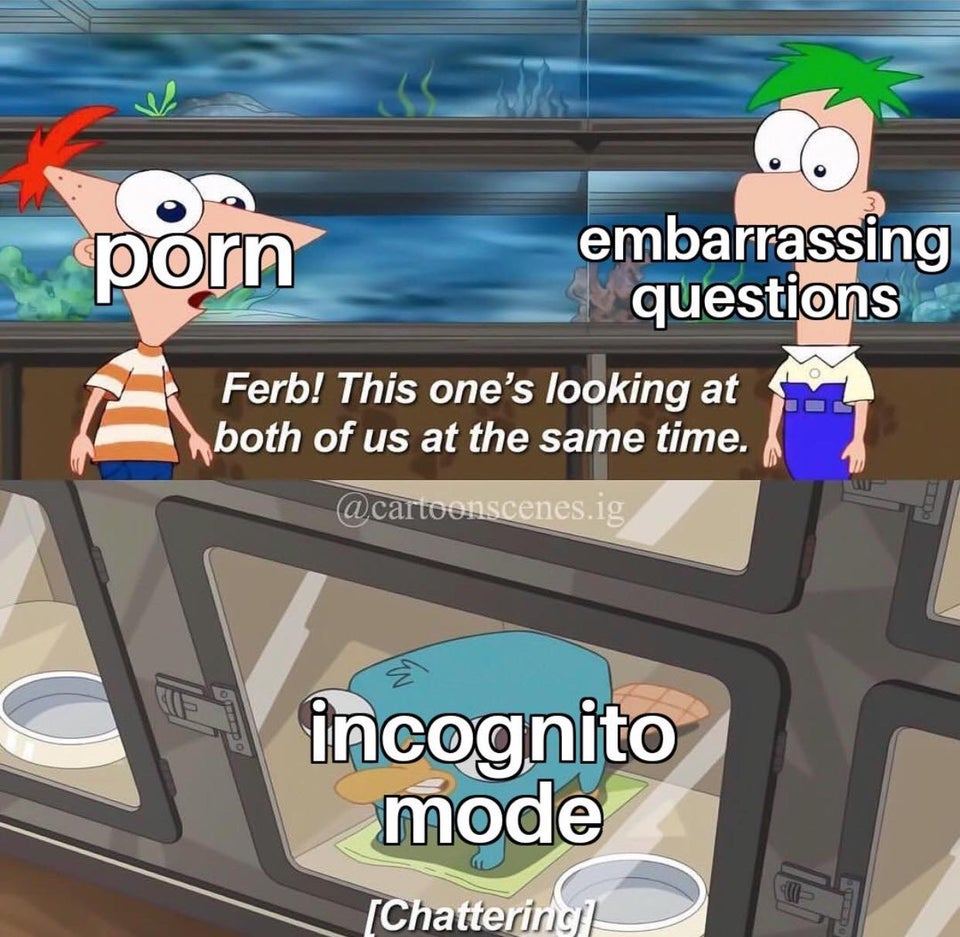 porn
embarrassing
questions
Ferb! This one's looking at
both of us at the same time.
@cartoonscenes.ig
incognito
mode
[Chattering]